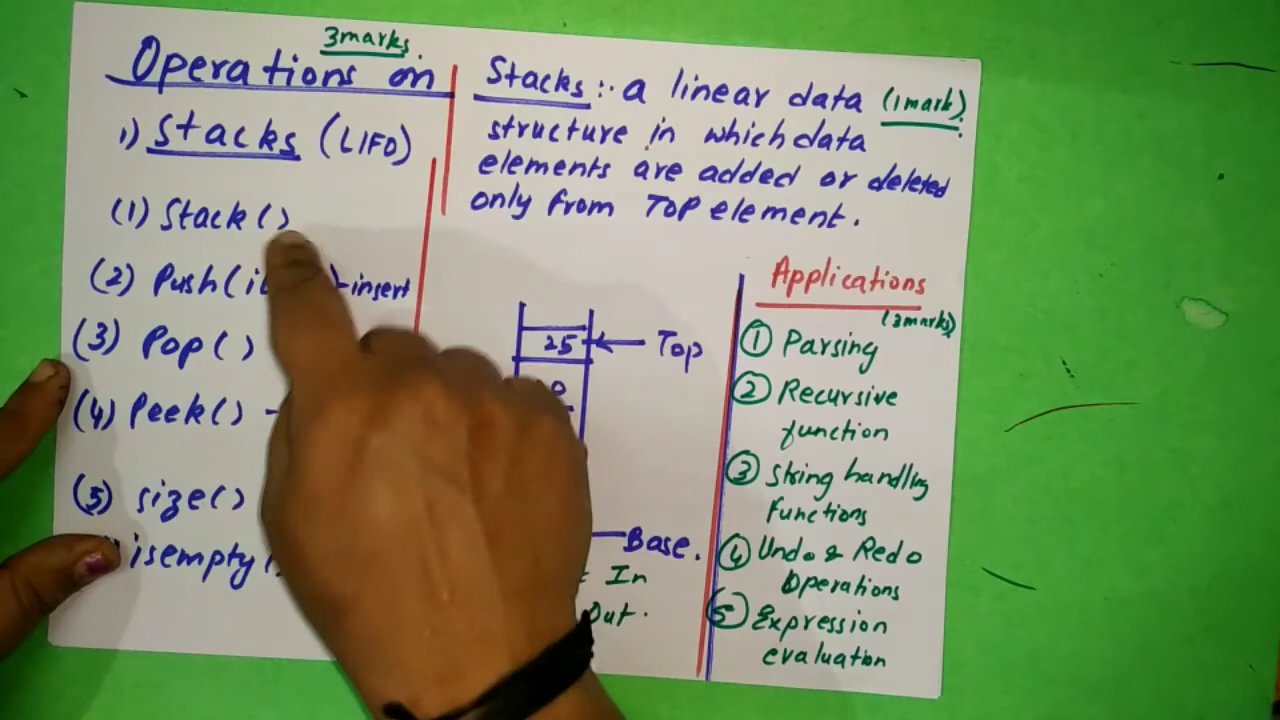 3marks.
Operations on
1) Stacks (LIFO)
(1) Stack()
(2) Push( )-insert
(3) Pop()
(4) Peek() -
(5) size()
isempty(
Stacks :- a linear data (1mark).
structure in which data
elements are added or deleted
only from Top element.
25 Top
Base.
In
Out.
Applications
(3marks)
1 Parsing
2 Recursive
function
3 String handling
Functions
4 Undo & Redo
Operations
5 Expression
evaluation